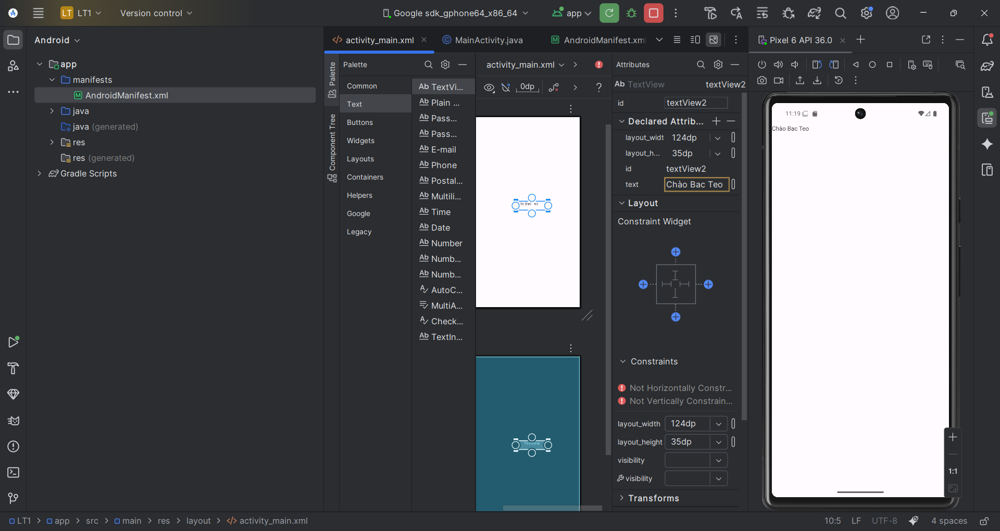 LT LT1 Version control Google sdk_gphone64_x86_64 app
Android
activity_main.xml MainActivity.java AndroidManifest.xm
Pixel 6 API 36.0
app
manifests
AndroidManifest.xml
java
java (generated)
res
res (generated)
Gradle Scripts
Palette
Component Tree
Palette
Common
Text
Buttons
Widgets
Layouts
Containers
Helpers
Google
Legacy
Ab TextVi...
Ab Plain ...
Ab Pass...
Ab Pass...
Ab E-mail
Ab Phone
Ab Postal...
Ab Multili...
Ab Time
Ab Date
Ab Number
Ab Numb...
Ab Numb...
AutoC...
MultiA...
Check...
Ab TextIn...
activity_main.xml
0dp
?
TextView
Attributes
Ab TextView textView2
id textView2
Declared Attrib...
layout_widt 124dp
layout_h... 35dp
id textView2
text Chào Bac Teo
Layout
Constraint Widget
Constraints
Not Horizontally Constr...
Not Vertically Constrain...
layout_width 124dp
layout_height 35dp
visibility
visibility
Transforms
11:19
Chào Bac Teo
1:1
LT1 > app > src > main > res > layout > activity_main.xml
10:5 LF UTF-8 4 spaces